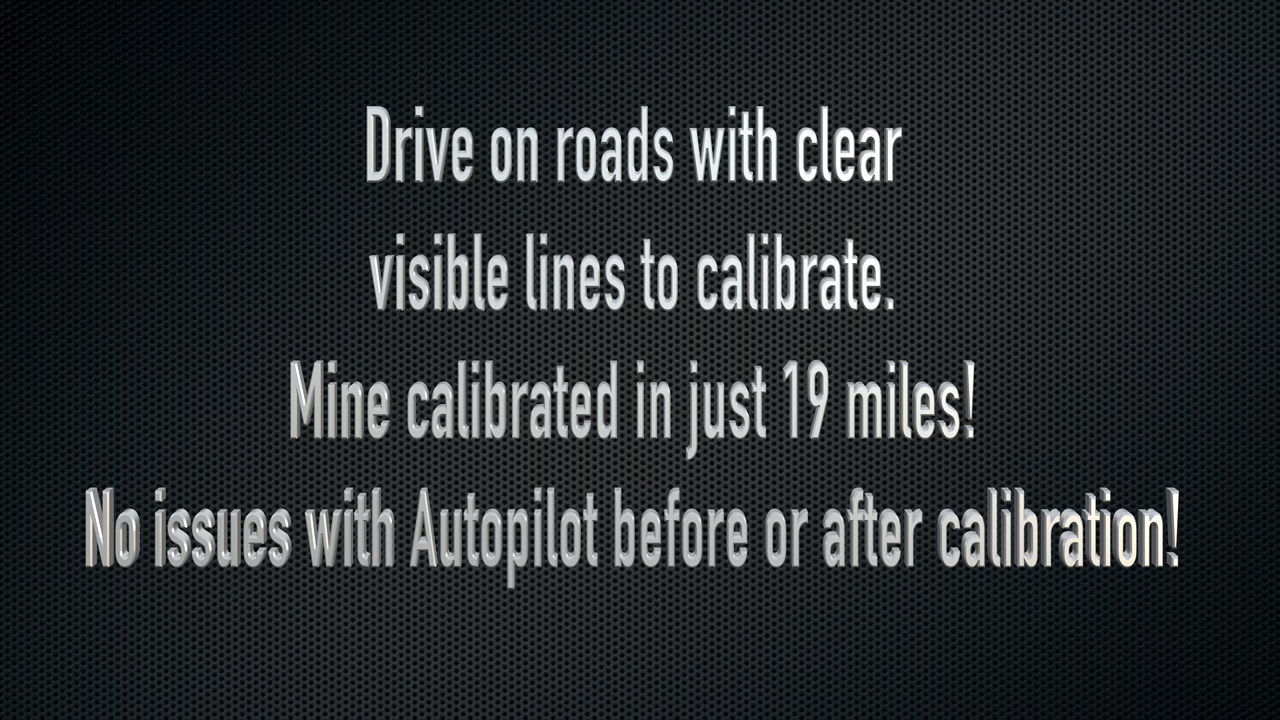 Drive on roads with clear
visible lines to calibrate.
Mine calibrated in just 19 miles!
No issues with Autopilot before or after calibration!